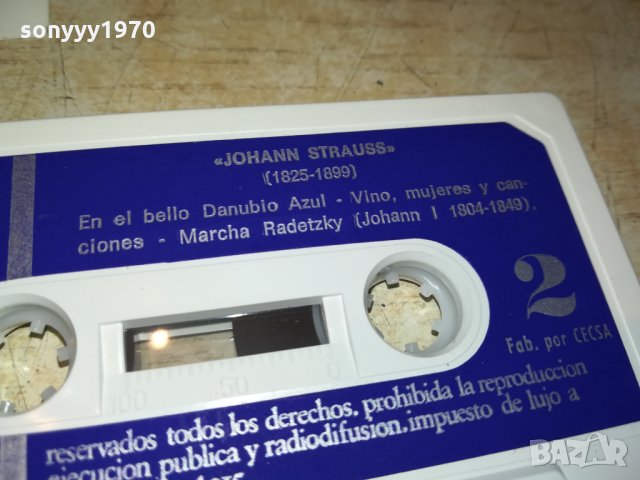 sonyyy1970
«JOHANN STRAUSS»
(1825-1899)
En el bello Danubio Azul - Vino, mujeres y can-
ciones - Marcha Radetzky (Johann I 1804-1849).
2
Fab. por CECSA
100 50 0
reservados todos los derechos. prohibida la reproduccion
ejecucion publica y radiodifusion. impuesto de lujo a
BAZAR